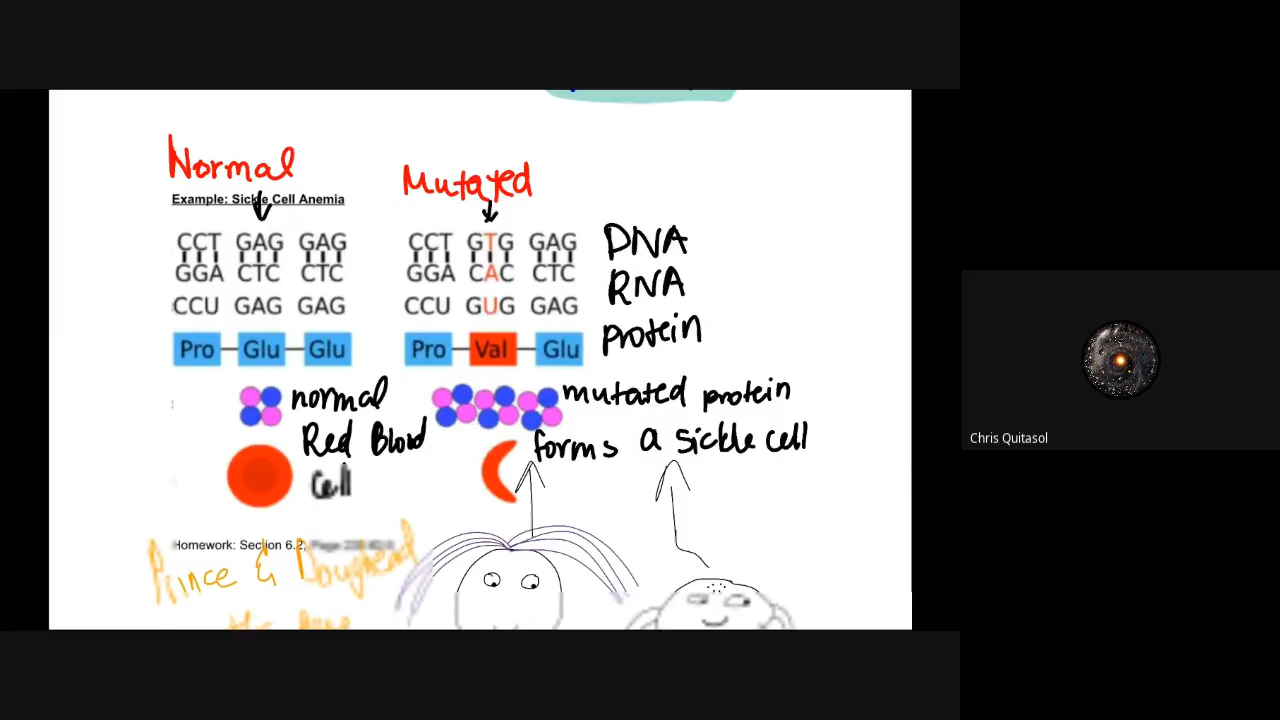 Normal
Mutated
Example: Sickle Cell Anemia
CCT GAG GAG CCT GTG GAG DNA
GGA CTC CTC GGA CAC CTC RNA
CCU GAG GAG CCU GUG GAG
Pro Glu Glu Pro Val Glu protein
normal mutated protein
Red Blood forms a sickle cell
Cell
Homework: Section 6.2,
Prince & Doughead
Chris Quitasol